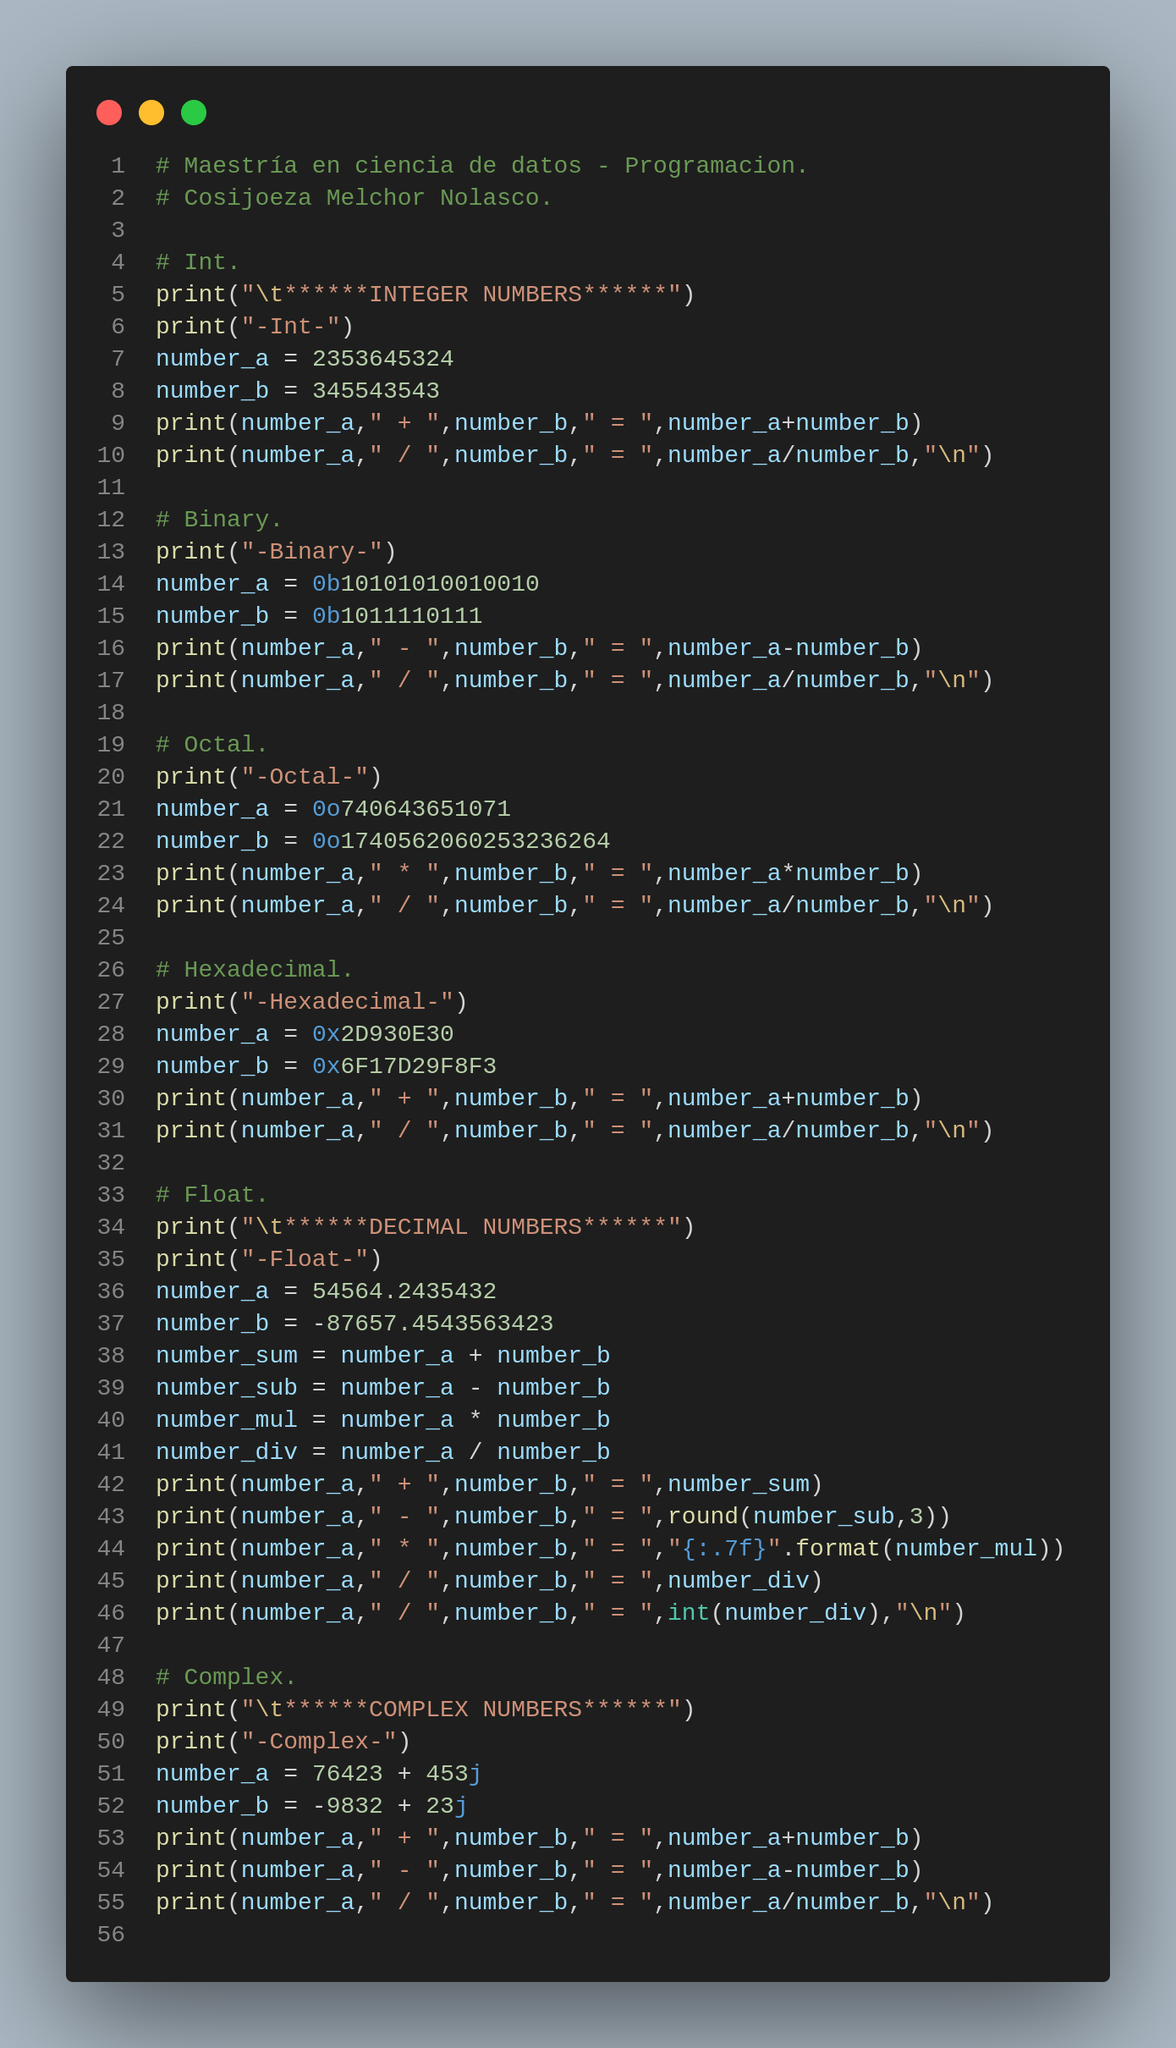 1 # Maestría en ciencia de datos - Programacion.
2 # Cosijoeza Melchor Nolasco.
3
4 # Int.
5 print("\t******INTEGER NUMBERS******")
6 print("-Int-")
7 number_a = 2353645324
8 number_b = 345543543
9 print(number_a," + ",number_b," = ",number_a+number_b)
10 print(number_a," / ",number_b," = ",number_a/number_b,"\n")
11
12 # Binary.
13 print("-Binary-")
14 number_a = 0b10101010010010
15 number_b = 0b1011110111
16 print(number_a," - ",number_b," = ",number_a-number_b)
17 print(number_a," / ",number_b," = ",number_a/number_b,"\n")
18
19 # Octal.
20 print("-Octal-")
21 number_a = 0o740643651071
22 number_b = 0o1740562060253236264
23 print(number_a," * ",number_b," = ",number_a*number_b)
24 print(number_a," / ",number_b," = ",number_a/number_b,"\n")
25
26 # Hexadecimal.
27 print("-Hexadecimal-")
28 number_a = 0x2D930E30
29 number_b = 0x6F17D29F8F3
30 print(number_a," + ",number_b," = ",number_a+number_b)
31 print(number_a," / ",number_b," = ",number_a/number_b,"\n")
32
33 # Float.
34 print("\t******DECIMAL NUMBERS******")
35 print("-Float-")
36 number_a = 54564.2435432
37 number_b = -87657.4543563423
38 number_sum = number_a + number_b
39 number_sub = number_a - number_b
40 number_mul = number_a * number_b
41 number_div = number_a / number_b
42 print(number_a," + ",number_b," = ",number_sum)
43 print(number_a," - ",number_b," = ",round(number_sub,3))
44 print(number_a," * ",number_b," = ","{:.7f}".format(number_mul))
45 print(number_a," / ",number_b," = ",number_div)
46 print(number_a," / ",number_b," = ",int(number_div),"\n")
47
48 # Complex.
49 print("\t******COMPLEX NUMBERS******")
50 print("-Complex-")
51 number_a = 76423 + 453j
52 number_b = -9832 + 23j
53 print(number_a," + ",number_b," = ",number_a+number_b)
54 print(number_a," - ",number_b," = ",number_a-number_b)
55 print(number_a," / ",number_b," = ",number_a/number_b,"\n")
56